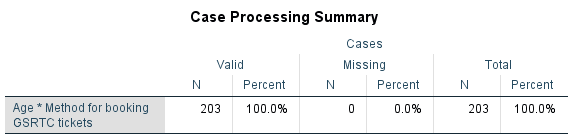 Case Processing Summary
Cases
Valid Missing Total
N Percent N Percent N Percent
Age * Method for booking GSRTC tickets 203 100.0% 0 0.0% 203 100.0%